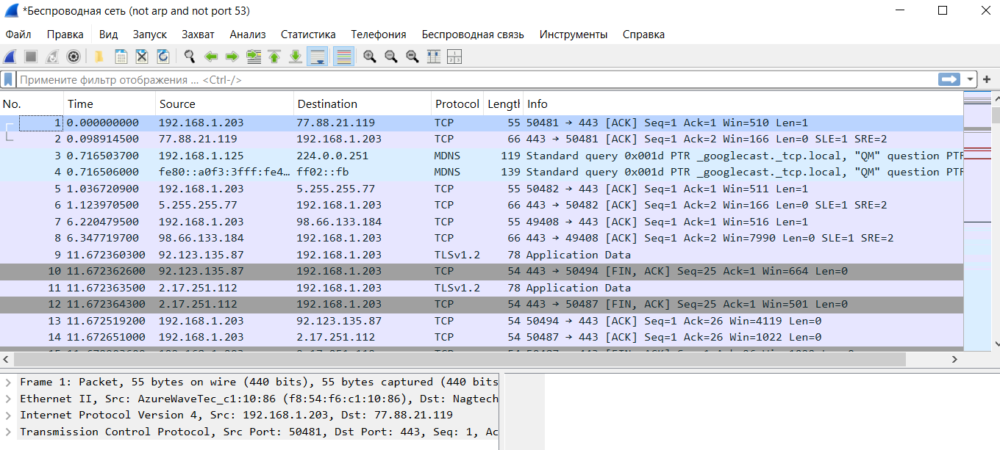 *Беспроводная сеть (not arp and not port 53)
Файл Правка Вид Запуск Захват Анализ Статистика Телефония Беспроводная связь Инструменты Справка
Примените фильтр отображения ... <Ctrl-/>
No. Time Source Destination Protocol Length Info
1 0.000000000 192.168.1.203 77.88.21.119 TCP 55 50481 → 443 [ACK] Seq=1 Ack=1 Win=510 Len=1
2 0.098914500 77.88.21.119 192.168.1.203 TCP 66 443 → 50481 [ACK] Seq=1 Ack=2 Win=166 Len=0 SLE=1 SRE=2
3 0.716503700 192.168.1.125 224.0.0.251 MDNS 119 Standard query 0x001d PTR _googlecast._tcp.local, "QM" question PTR
4 0.716506000 fe80::a0f3:3fff:fe4… ff02::fb MDNS 139 Standard query 0x001d PTR _googlecast._tcp.local, "QM" question PTR
5 1.036720900 192.168.1.203 5.255.255.77 TCP 55 50482 → 443 [ACK] Seq=1 Ack=1 Win=511 Len=1
6 1.123970500 5.255.255.77 192.168.1.203 TCP 66 443 → 50482 [ACK] Seq=1 Ack=2 Win=166 Len=0 SLE=1 SRE=2
7 6.220479500 192.168.1.203 98.66.133.184 TCP 55 49408 → 443 [ACK] Seq=1 Ack=1 Win=516 Len=1
8 6.347719700 98.66.133.184 192.168.1.203 TCP 66 443 → 49408 [ACK] Seq=1 Ack=2 Win=7990 Len=0 SLE=1 SRE=2
9 11.672360300 92.123.135.87 192.168.1.203 TLSv1.2 78 Application Data
10 11.672362600 92.123.135.87 192.168.1.203 TCP 54 443 → 50494 [FIN, ACK] Seq=25 Ack=1 Win=664 Len=0
11 11.672363500 2.17.251.112 192.168.1.203 TLSv1.2 78 Application Data
12 11.672364300 2.17.251.112 192.168.1.203 TCP 54 443 → 50487 [FIN, ACK] Seq=25 Ack=1 Win=501 Len=0
13 11.672519200 192.168.1.203 92.123.135.87 TCP 54 50494 → 443 [ACK] Seq=1 Ack=26 Win=4119 Len=0
14 11.672651000 192.168.1.203 2.17.251.112 TCP 54 50487 → 443 [ACK] Seq=1 Ack=26 Win=1022 Len=0
Frame 1: Packet, 55 bytes on wire (440 bits), 55 bytes captured (440 bits
Ethernet II, Src: AzureWaveTec_c1:10:86 (f8:54:f6:c1:10:86), Dst: Nagtech
Internet Protocol Version 4, Src: 192.168.1.203, Dst: 77.88.21.119
Transmission Control Protocol, Src Port: 50481, Dst Port: 443, Seq: 1, Ac